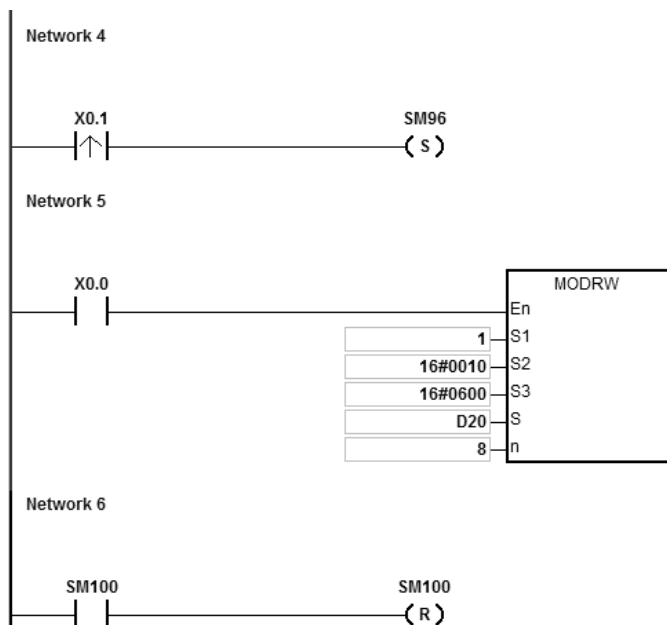 Network 4
X0.1 SM96
S
Network 5
X0.0
MODRW
En
1 S1
16#0010 S2
16#0600 S3
D20 S
8 n
Network 6
SM100 SM100
R